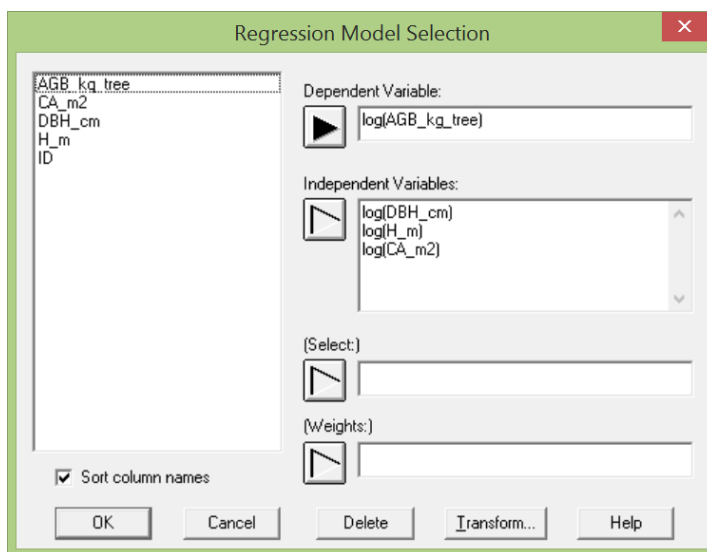 Regression Model Selection
AGB_kg_tree
CA_m2
DBH_cm
H_m
ID
Sort column names
Dependent Variable:
log(AGB_kg_tree)
Independent Variables:
log(DBH_cm)
log(H_m)
log(CA_m2)
(Select:)
(Weights:)
OK
Cancel
Delete
Transform...
Help